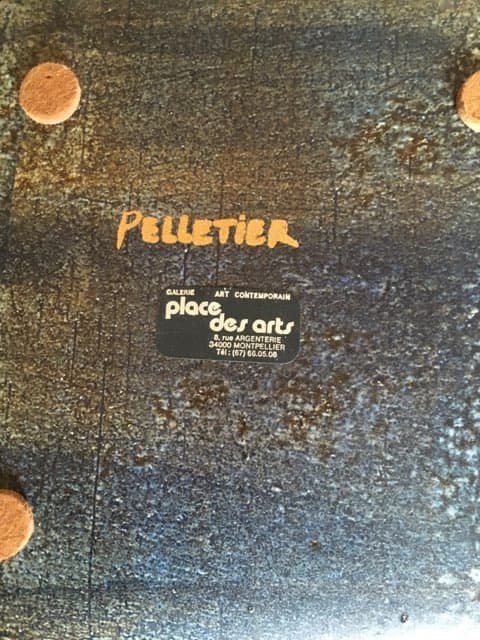 PELLETIER
GALERIE ART CONTEMPORAIN
place
des arts
8, rue ARGENTERIE
34000 MONTPELLIER
Tél : (67) 66.05.08